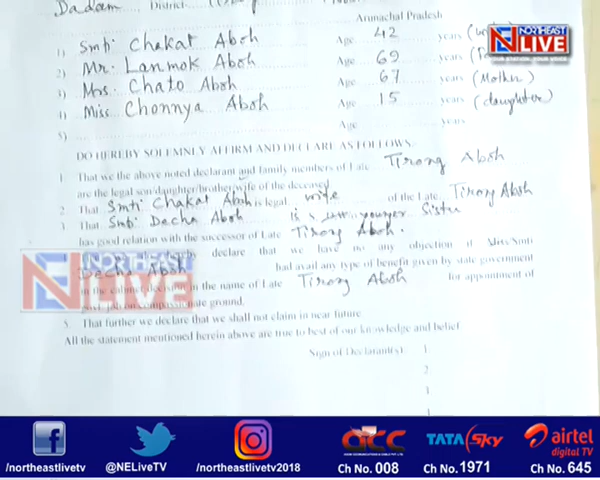 Dadam District
Arunachal Pradesh
NORTHEAST LIVE
1) Smti Chakat Aboh Age 42 years
2) Mr. Lanmok Aboh Age 69 years
3) Mrs. Chato Aboh Age 67 years (Mother)
4) Miss Chonnya Aboh Age 15 years (daughter)
5) Age years
DO HEREBY SOLEMNLY AFFIRM AND DECLARE AS FOLLOWS
1. That we the above noted declarant and family members of Late Tirong Aboh
are the legal son/daughter/brother/wife of the deceased
2. That Smti Chakat Aboh is legal wife of the Late Tirong Aboh
3. That Smti Decha Aboh is younger Sister
has good relation with the successor of Late Tirong Aboh.
declare that we have no any objection if Miss/Smti
Decha Aboh had avail any type of benefit given by state government
in the name of Late Tirong Aboh for appointment of
job on compassionate ground.
NORTHEAST LIVE
5. That further we declare that we shall not claim in near future
All the statement mentioned herein above are true to best of our knowledge and belief
Sign of Declarant(s) 1
2
1
/northeastlivetv @NELiveTV /northeastlivetv2018
acc Ch No. 008
TATA Sky Ch No. 1971
airtel digital TV Ch No. 645